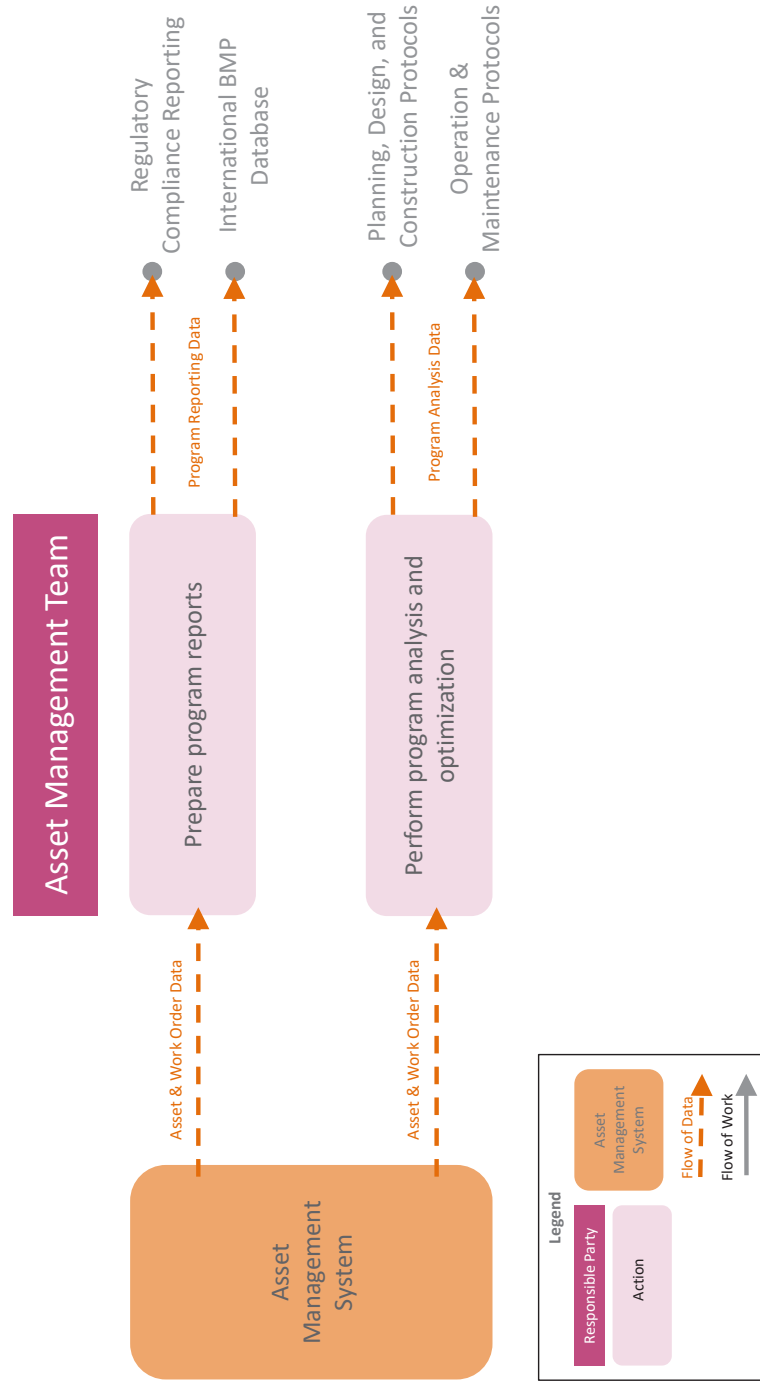 Asset Management Team
Asset
Management
System
Asset & Work Order Data
Prepare program reports
Program Reporting Data
Regulatory
Compliance Reporting
International BMP
Database
Asset & Work Order Data
Perform program analysis and
optimization
Program Analysis Data
Planning, Design, and
Construction Protocols
Operation &
Maintenance Protocols
Legend
Responsible Party
Action
Asset
Management
System
Flow of Data
Flow of Work